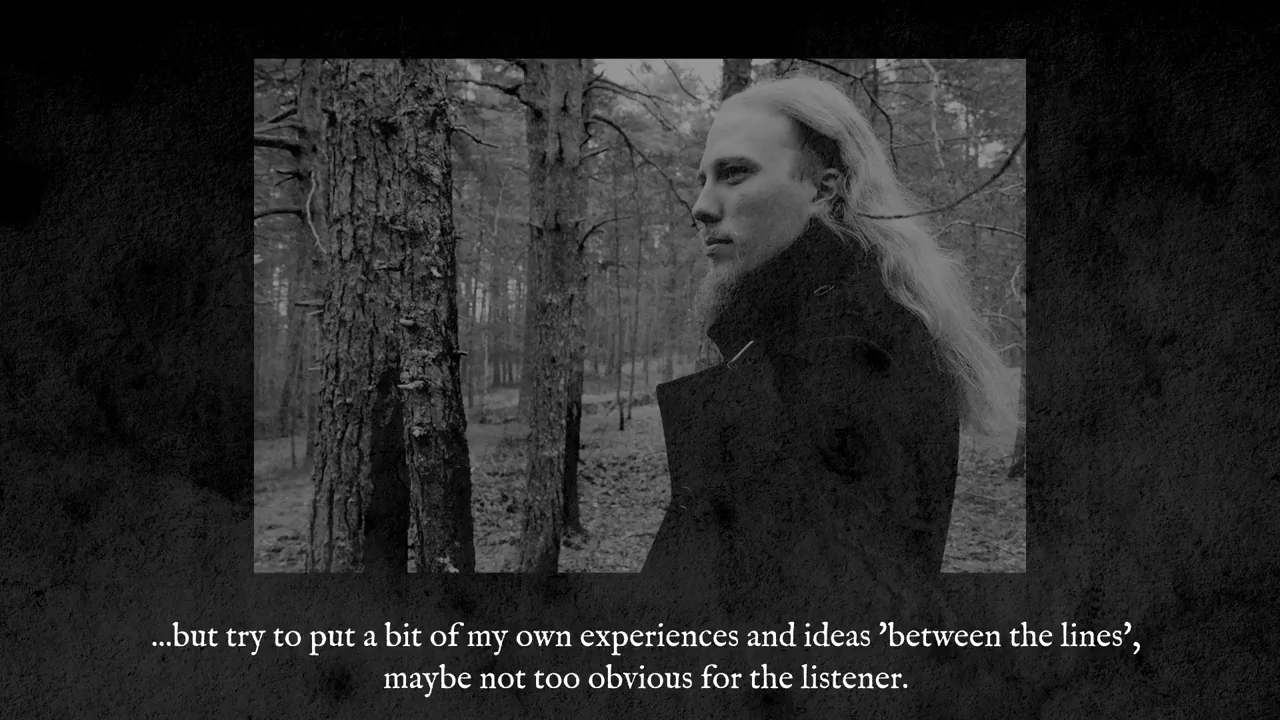 ...but try to put a bit of my own experiences and ideas ’between the lines’,
maybe not too obvious for the listener.